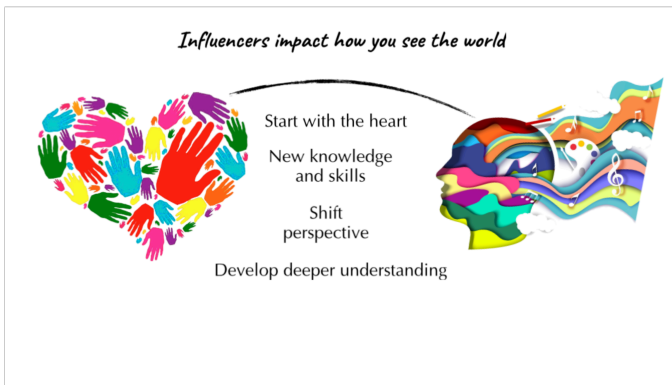 Influencers impact how you see the world
Start with the heart
New knowledge
and skills
Shift
perspective
Develop deeper understanding